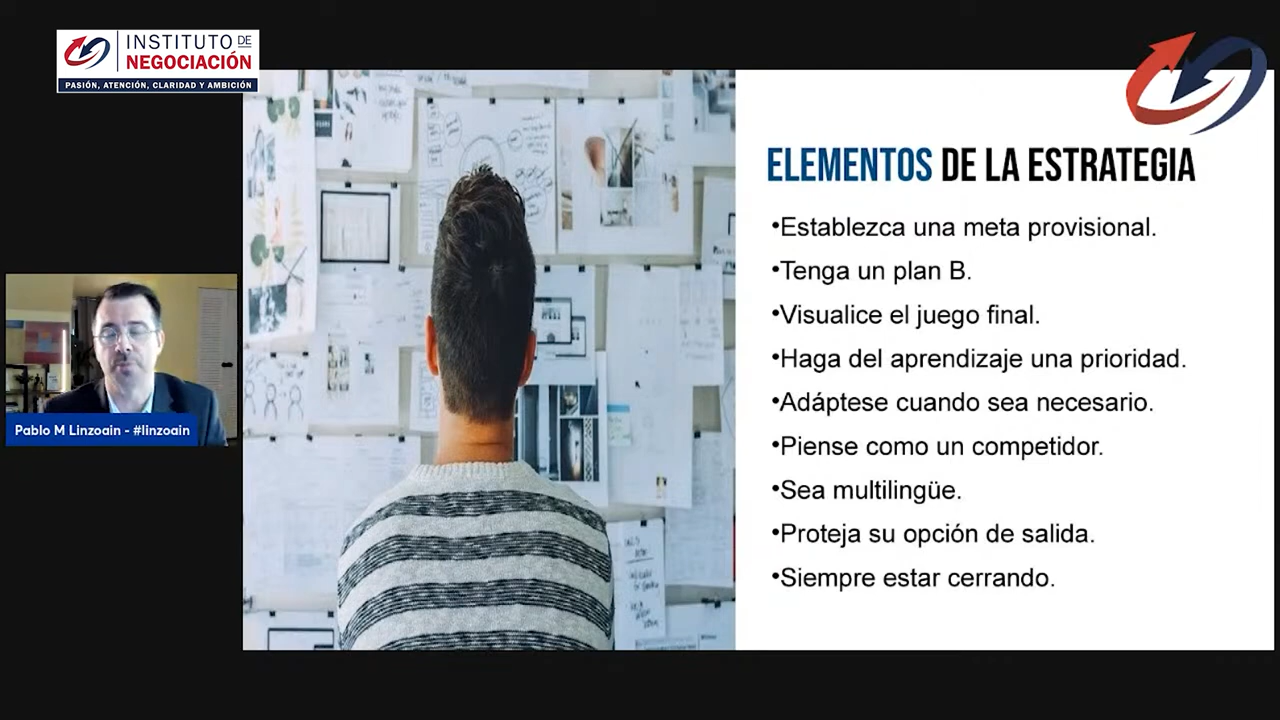 INSTITUTO DE
NEGOCIACIÓN
PASIÓN, ATENCIÓN, CLARIDAD Y AMBICIÓN
ELEMENTOS DE LA ESTRATEGIA
•Establezca una meta provisional.
•Tenga un plan B.
•Visualice el juego final.
•Haga del aprendizaje una prioridad.
•Adáptese cuando sea necesario.
•Piense como un competidor.
•Sea multilingüe.
•Proteja su opción de salida.
•Siempre estar cerrando.
Pablo M Linzoain - #linzoain